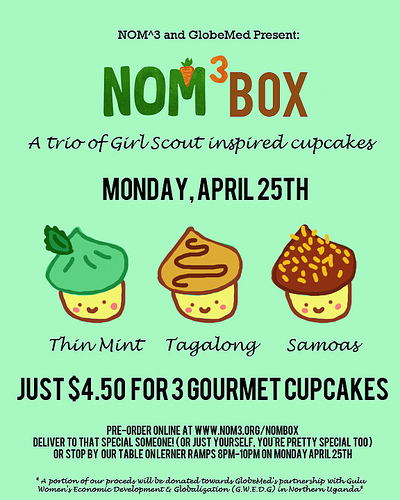 NOM^3 and GlobeMed Present:
NOM3BOX
A trio of Girl Scout inspired cupcakes
MONDAY, APRIL 25TH
Thin Mint Tagalong Samoas
JUST $4.50 FOR 3 GOURMET CUPCAKES
PRE-ORDER ONLINE AT WWW.NOM3.ORG/NOMBOX
DELIVER TO THAT SPECIAL SOMEONE! (OR JUST YOURSELF, YOU'RE PRETTY SPECIAL TOO)
OR STOP BY OUR TABLE ON LERNER RAMPS 8PM-10PM ON MONDAY APRIL 25TH
* A portion of our proceds will be donated towards GlobeMed's partnership with Gulu
Women's Economic Development & Globalization (G.W.E.D.G) in Northern Uganda*